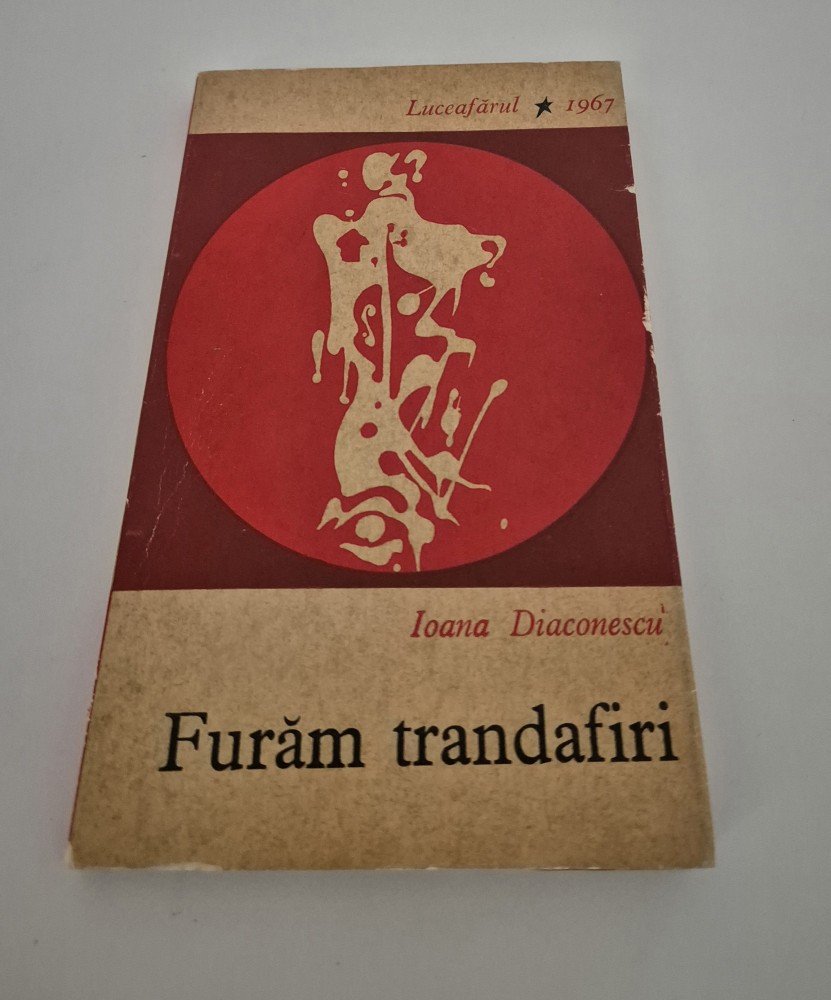 Luceafărul ★ 1967
Ioana Diaconescu
Furăm trandafiri